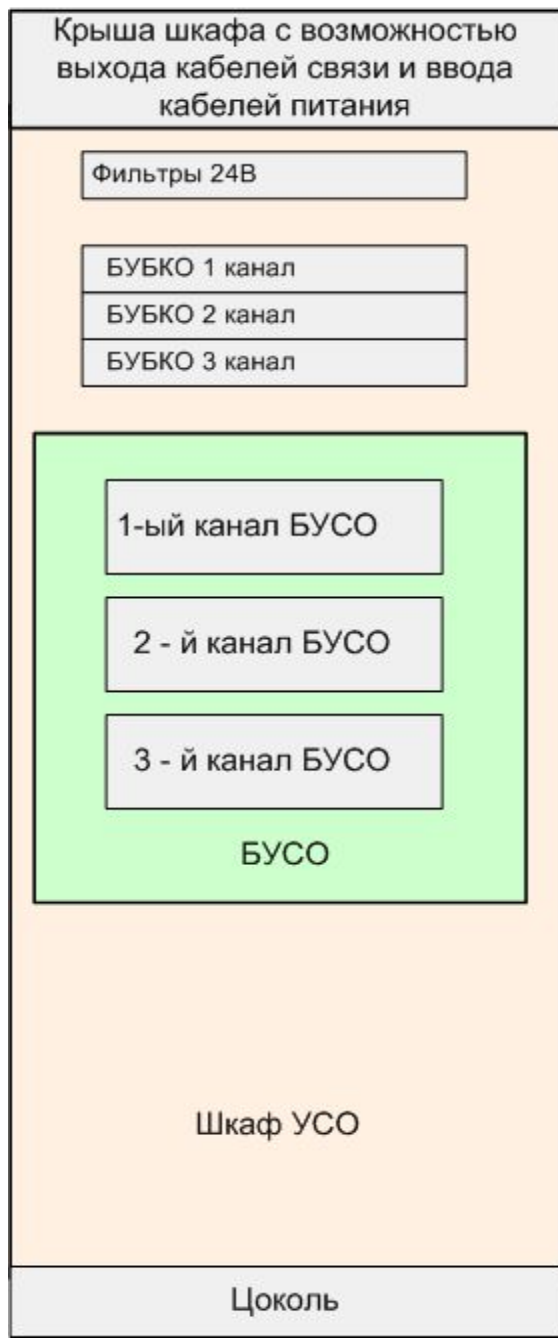 Крыша шкафа с возможностью
выхода кабелей связи и ввода
кабелей питания
Фильтры 24В
БУБКО 1 канал
БУБКО 2 канал
БУБКО 3 канал
1-ый канал БУСО
2 - й канал БУСО
3 - й канал БУСО
БУСО
Шкаф УСО
Цоколь